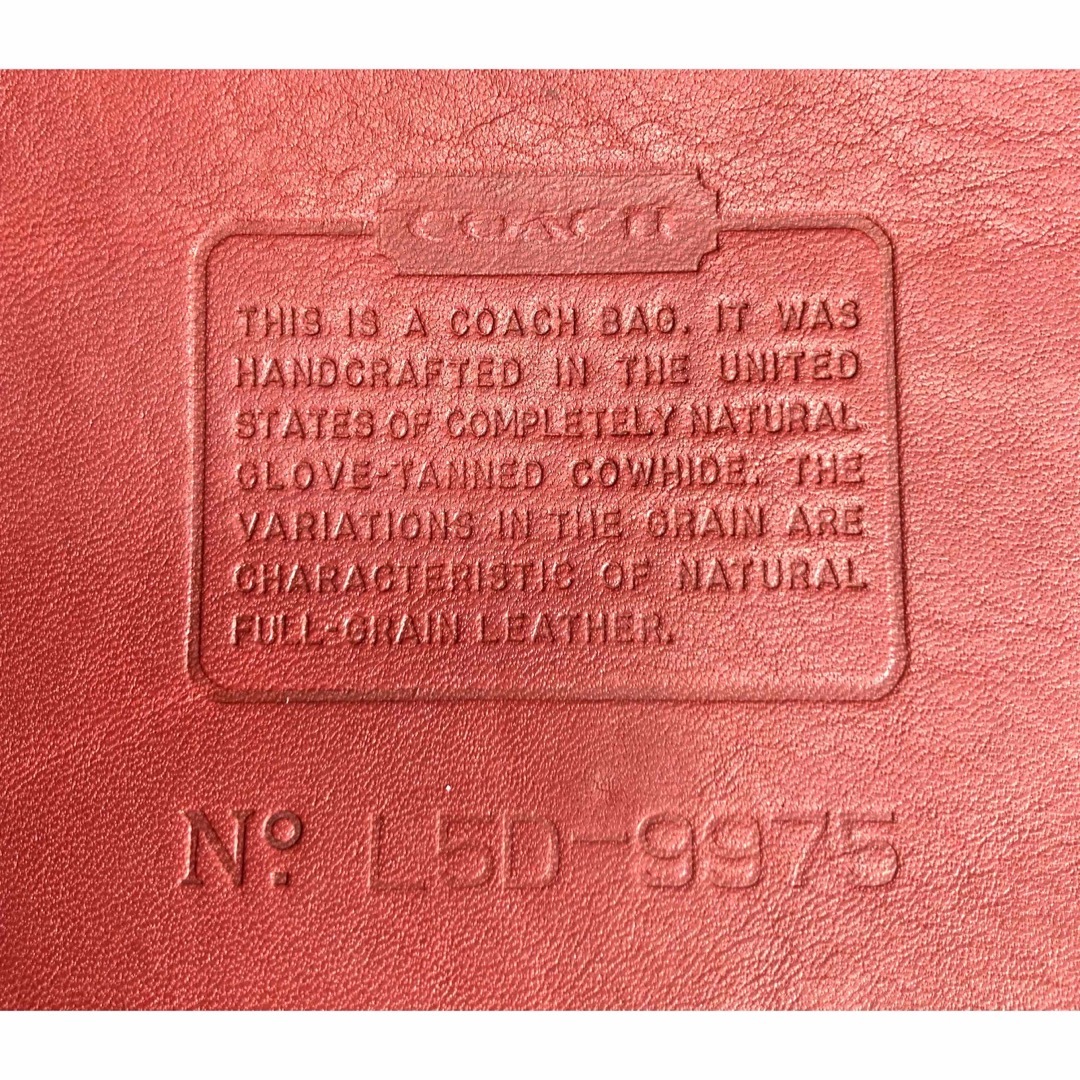 COACH
THIS IS A COACH BAG. IT WAS
HANDCRAFTED IN THE UNITED
STATES OF COMPLETELY NATURAL
GLOVE-TANNED COWHIDE. THE
VARIATIONS IN THE GRAIN ARE
CHARACTERISTIC OF NATURAL
FULL-GRAIN LEATHER.
Nº L5D-9975